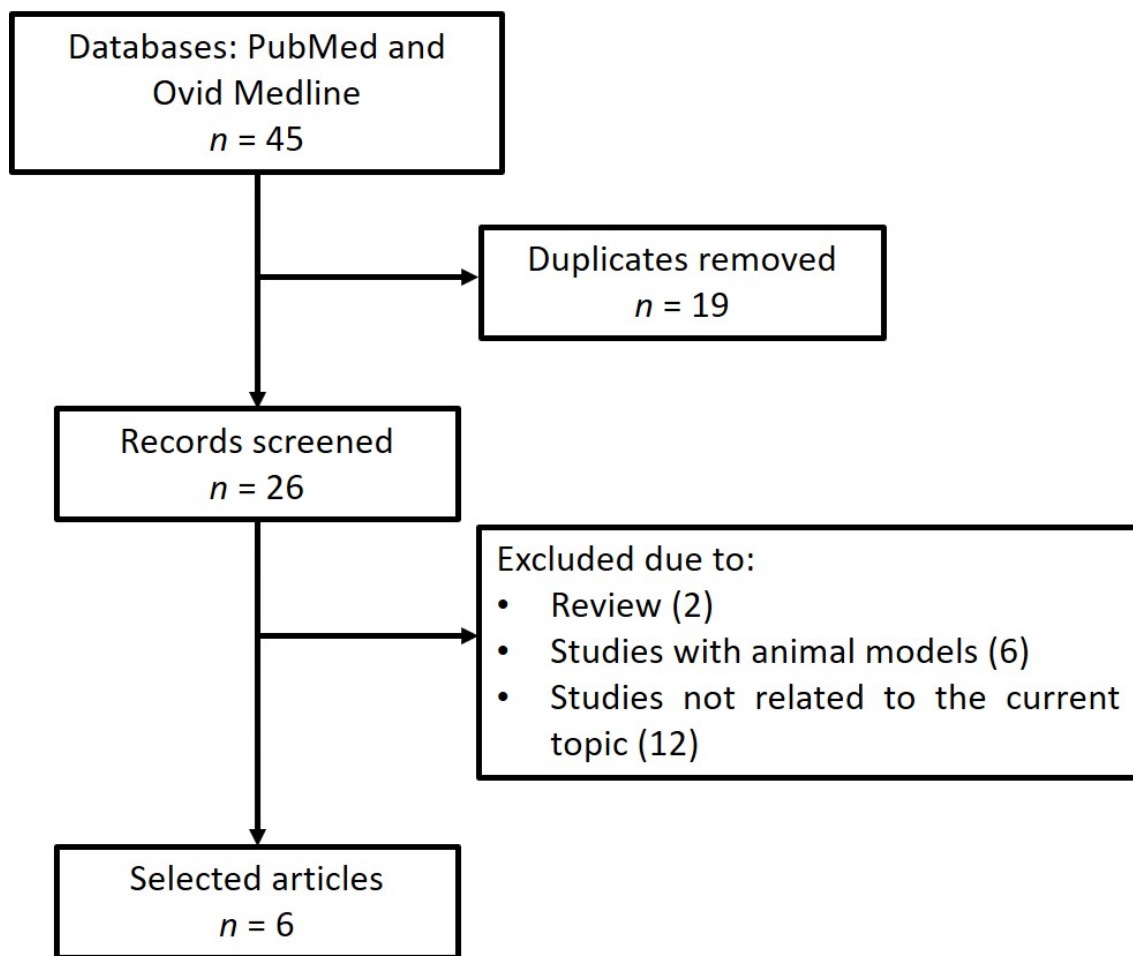 Databases: PubMed and
Ovid Medline
n = 45
Duplicates removed
n = 19
Records screened
n = 26
Excluded due to:
• Review (2)
• Studies with animal models (6)
• Studies not related to the current
topic (12)
Selected articles
n = 6